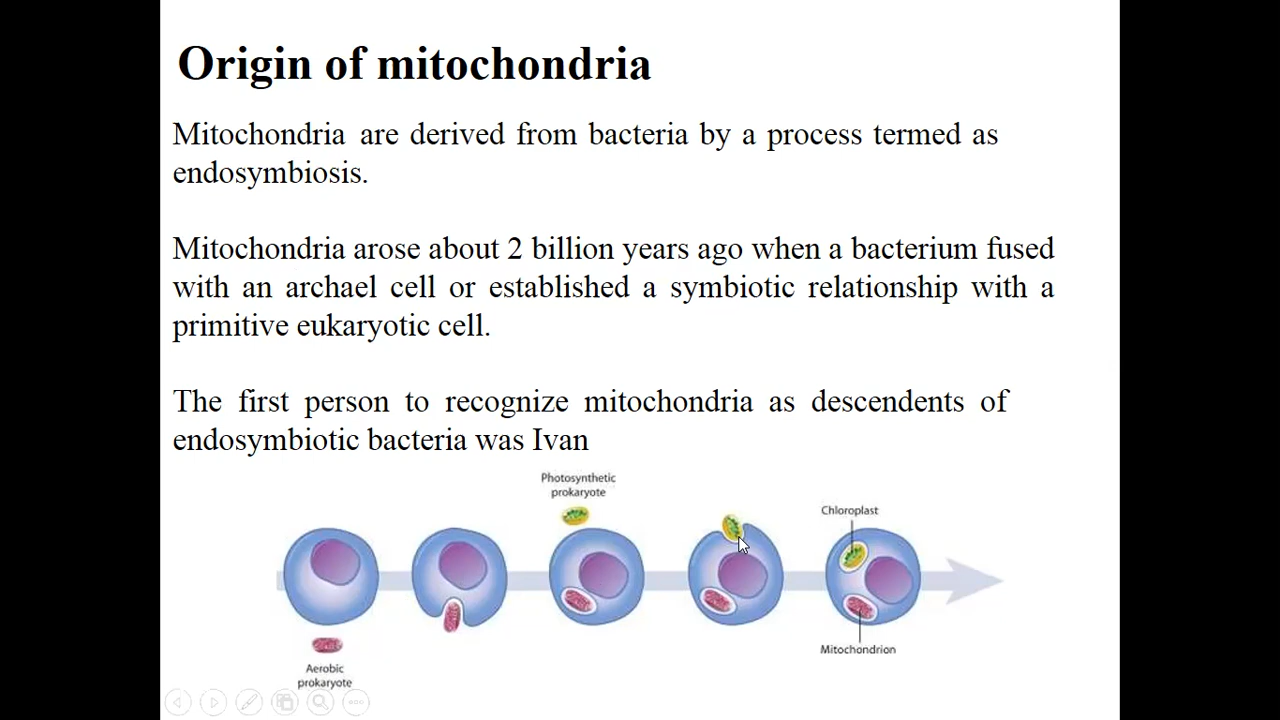 Origin of mitochondria
Mitochondria are derived from bacteria by a process termed as
endosymbiosis.
Mitochondria arose about 2 billion years ago when a bacterium fused
with an archael cell or established a symbiotic relationship with a
primitive eukaryotic cell.
The first person to recognize mitochondria as descendents of
endosymbiotic bacteria was Ivan
Photosynthetic
prokaryote
Chloroplast
Mitochondrion
Aerobic
prokaryote